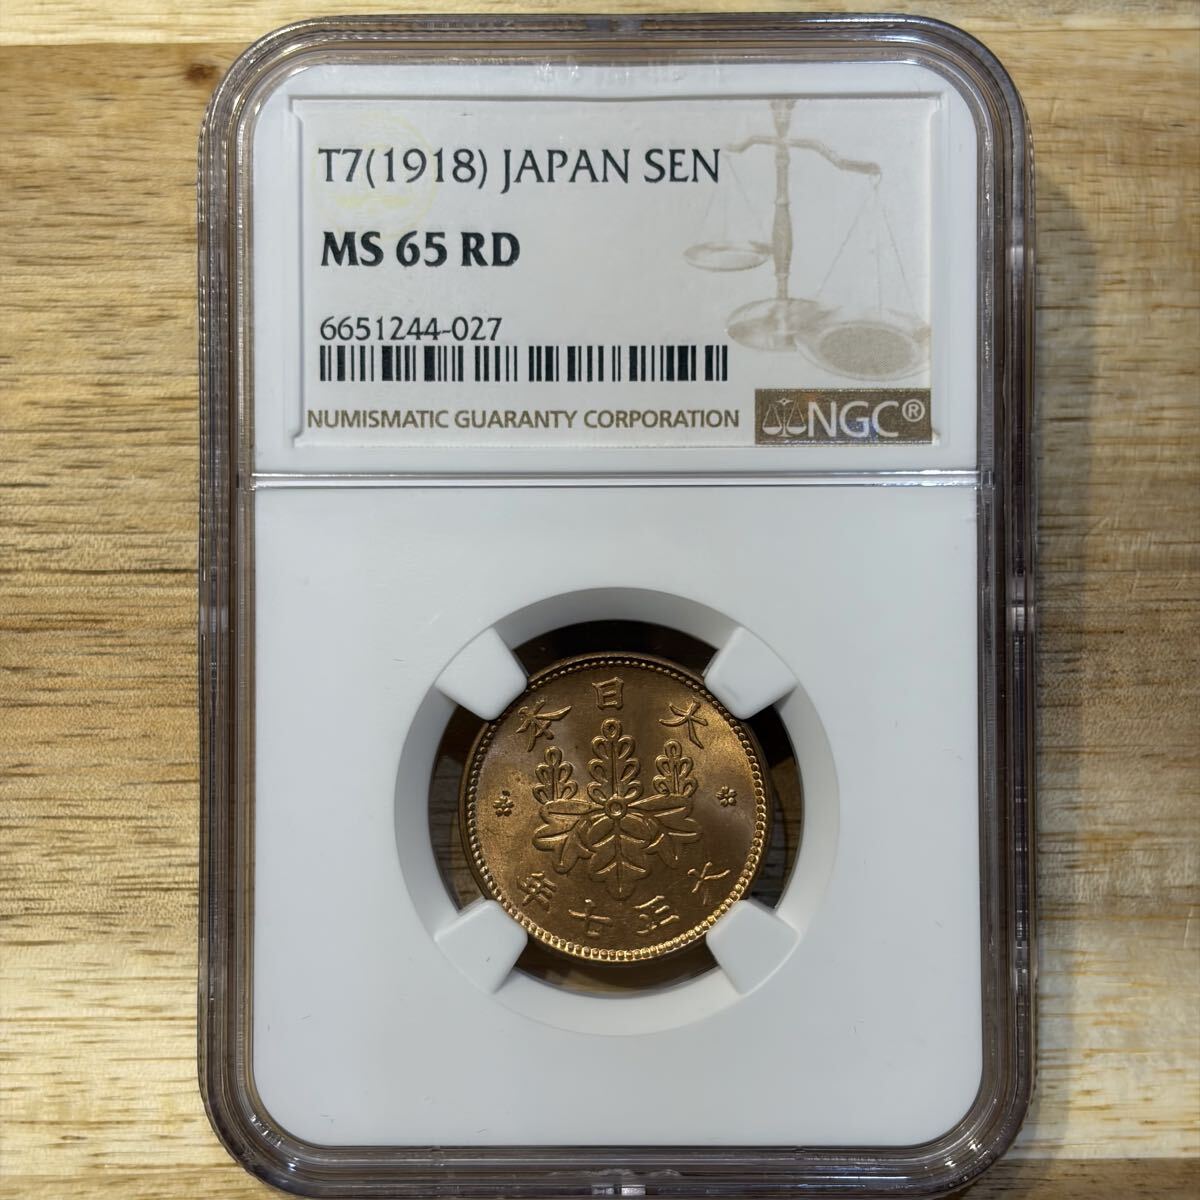 T7(1918) JAPAN SEN
MS 65 RD
6651244-027
NUMISMATIC GUARANTY CORPORATION
NGC®
大日本
大正七年